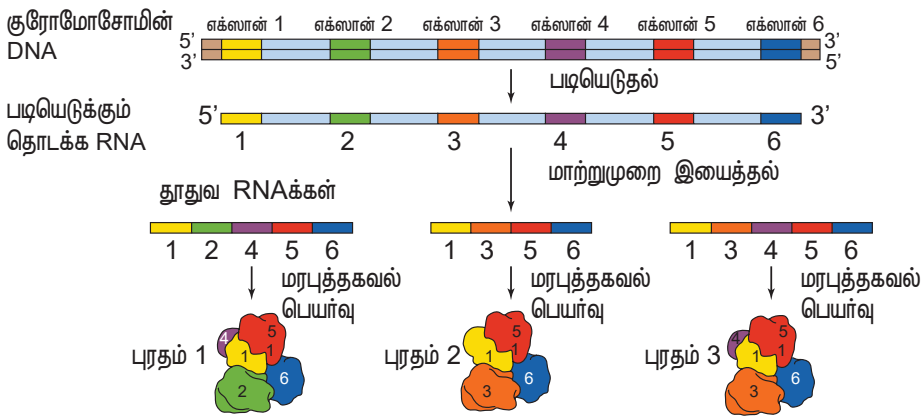 குரோமோசோமின்
DNA
எக்ஸான் 1 எக்ஸான் 2 எக்ஸான் 3 எக்ஸான் 4 எக்ஸான் 5 எக்ஸான் 6
5’ 3’
3’ 5’
படியெடுதல்
படியெடுக்கும்
தொடக்க RNA
5’ 3’
1 2 3 4 5 6
மாற்றுமுறை இயைத்தல்
தூதுவ RNAக்கள்
1 2 4 5 6
1 3 5 6
1 3 4 5 6
மரபுத்தகவல்
பெயர்வு
மரபுத்தகவல்
பெயர்வு
மரபுத்தகவல்
பெயர்வு
புரதம் 1
4 5 1 1 2 6
புரதம் 2
5 1 1 3 6
புரதம் 3
4 5 1 1 3 6